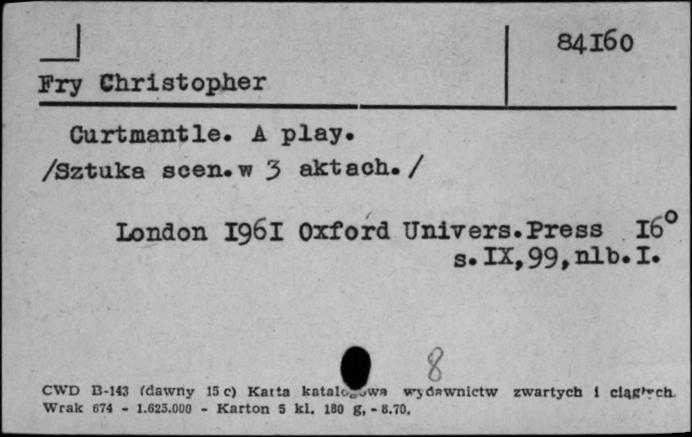 84160
Fry Christopher
Curtmantle. A play.
/Sztuka scen.w 3 aktach./
London 1961 Oxford Univers.Press 16°
s.IX,99,nlb.I.
8
CWD B-143 (dawny 15 c) Karta katalogowa wydawnictw zwartych i ciągłych.
Wrak 674 - 1.625.000 - Karton 5 kl. 180 g, - 8.70.